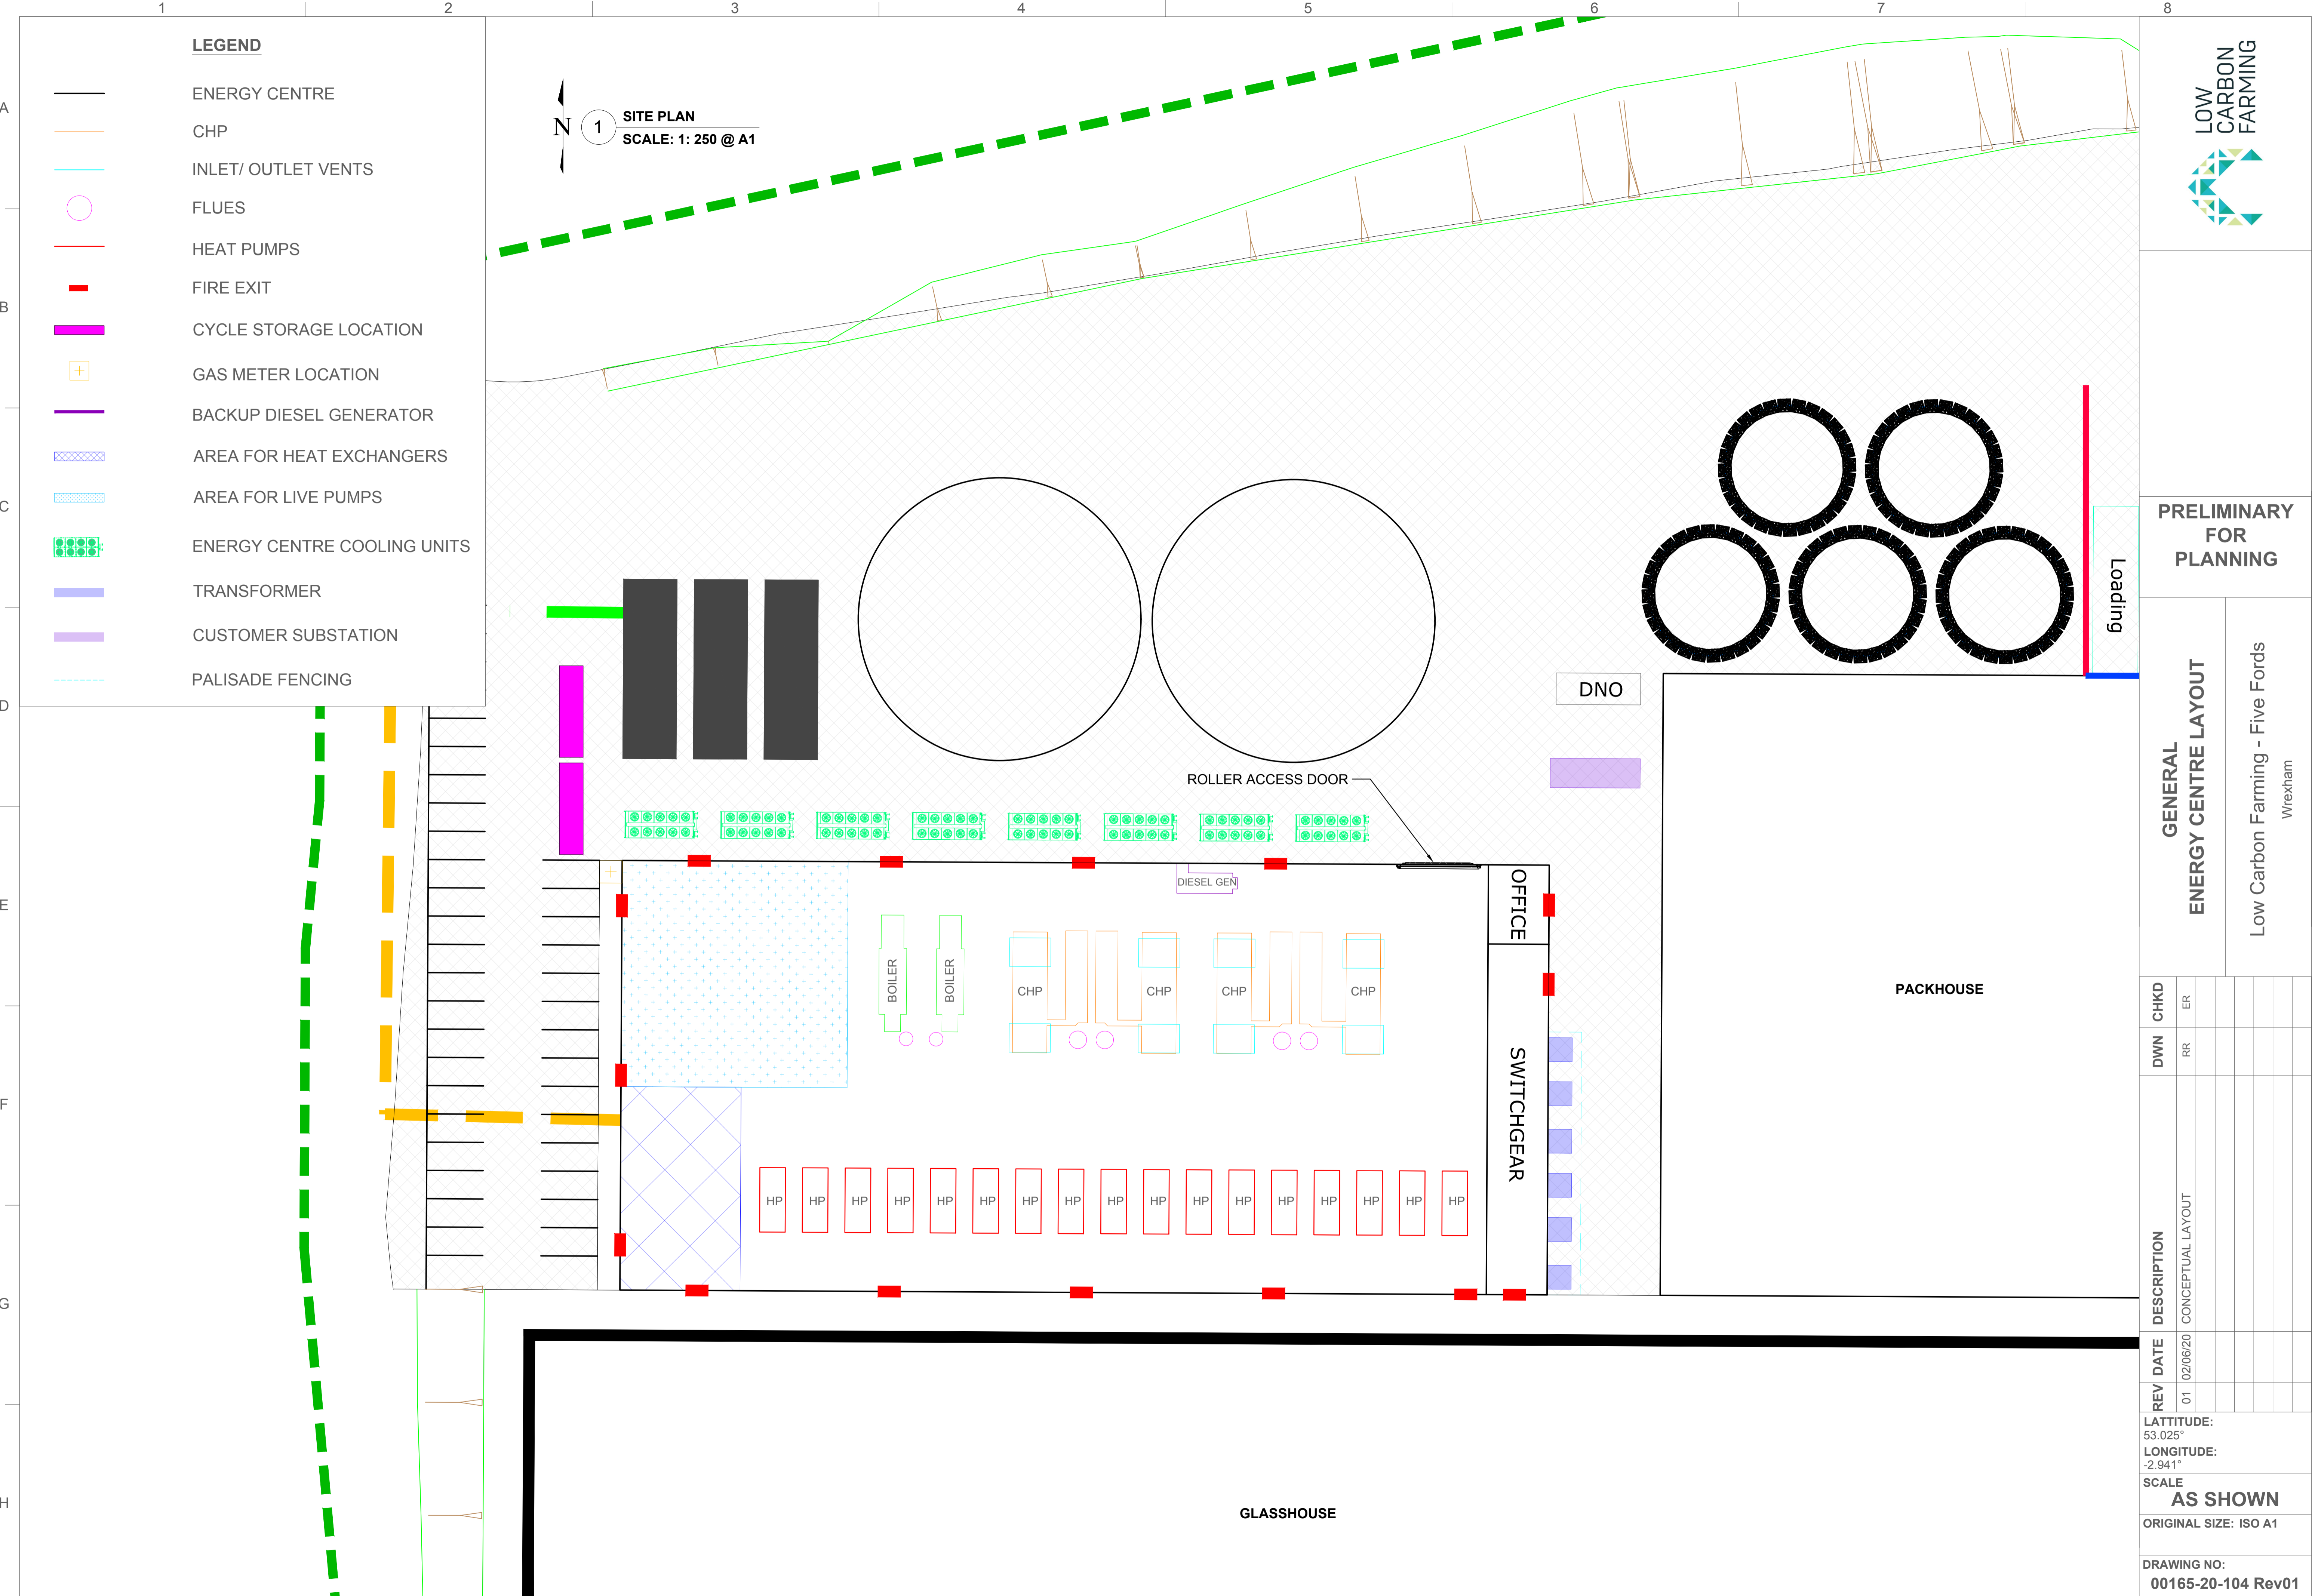 1 2 3 4 5 6 7 8
A
B
C
D
E
F
G
H
LEGEND
ENERGY CENTRE
CHP
INLET/ OUTLET VENTS
FLUES
HEAT PUMPS
FIRE EXIT
CYCLE STORAGE LOCATION
GAS METER LOCATION
BACKUP DIESEL GENERATOR
AREA FOR HEAT EXCHANGERS
AREA FOR LIVE PUMPS
ENERGY CENTRE COOLING UNITS
TRANSFORMER
CUSTOMER SUBSTATION
PALISADE FENCING
N
1
SITE PLAN
SCALE: 1: 250 @ A1
Loading
DNO
ROLLER ACCESS DOOR
DIESEL GEN
OFFICE
BOILER
BOILER
CHP
CHP
CHP
CHP
SWITCHGEAR
HP HP HP HP HP HP HP HP HP HP HP HP HP HP HP HP HP
PACKHOUSE
GLASSHOUSE
LOW
CARBON
FARMING
PRELIMINARY
FOR
PLANNING
GENERAL
ENERGY CENTRE LAYOUT
Low Carbon Farming - Five Fords
Wrexham
REV DATE DESCRIPTION DWN CHKD
01 02/06/20 CONCEPTUAL LAYOUT RR ER
LATTITUDE:
53.025°
LONGITUDE:
-2.941°
SCALE
AS SHOWN
ORIGINAL SIZE: ISO A1
DRAWING NO:
00165-20-104 Rev01